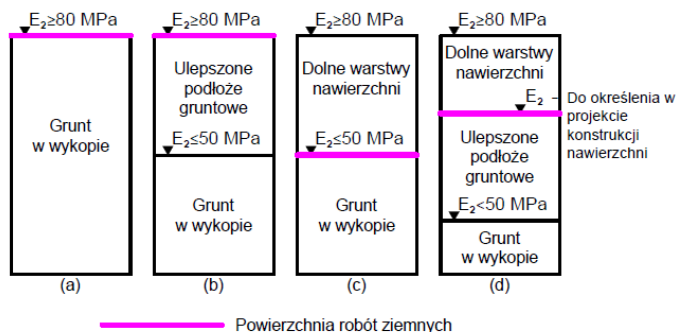 E₂≥80 MPa
Grunt
w wykopie
(a)
E₂≥80 MPa
Ulepszone
podłoże
gruntowe
E₂≤50 MPa
Grunt
w wykopie
(b)
E₂≥80 MPa
Dolne warstwy
nawierzchni
E₂≤50 MPa
Grunt
w wykopie
(c)
E₂≥80 MPa
Dolne warstwy
nawierzchni
E₂ – Do określenia w
projekcie
konstrukcji
nawierzchni
Ulepszone
podłoże
gruntowe
E₂<50 MPa
Grunt
w wykopie
(d)
Powierzchnia robót ziemnych